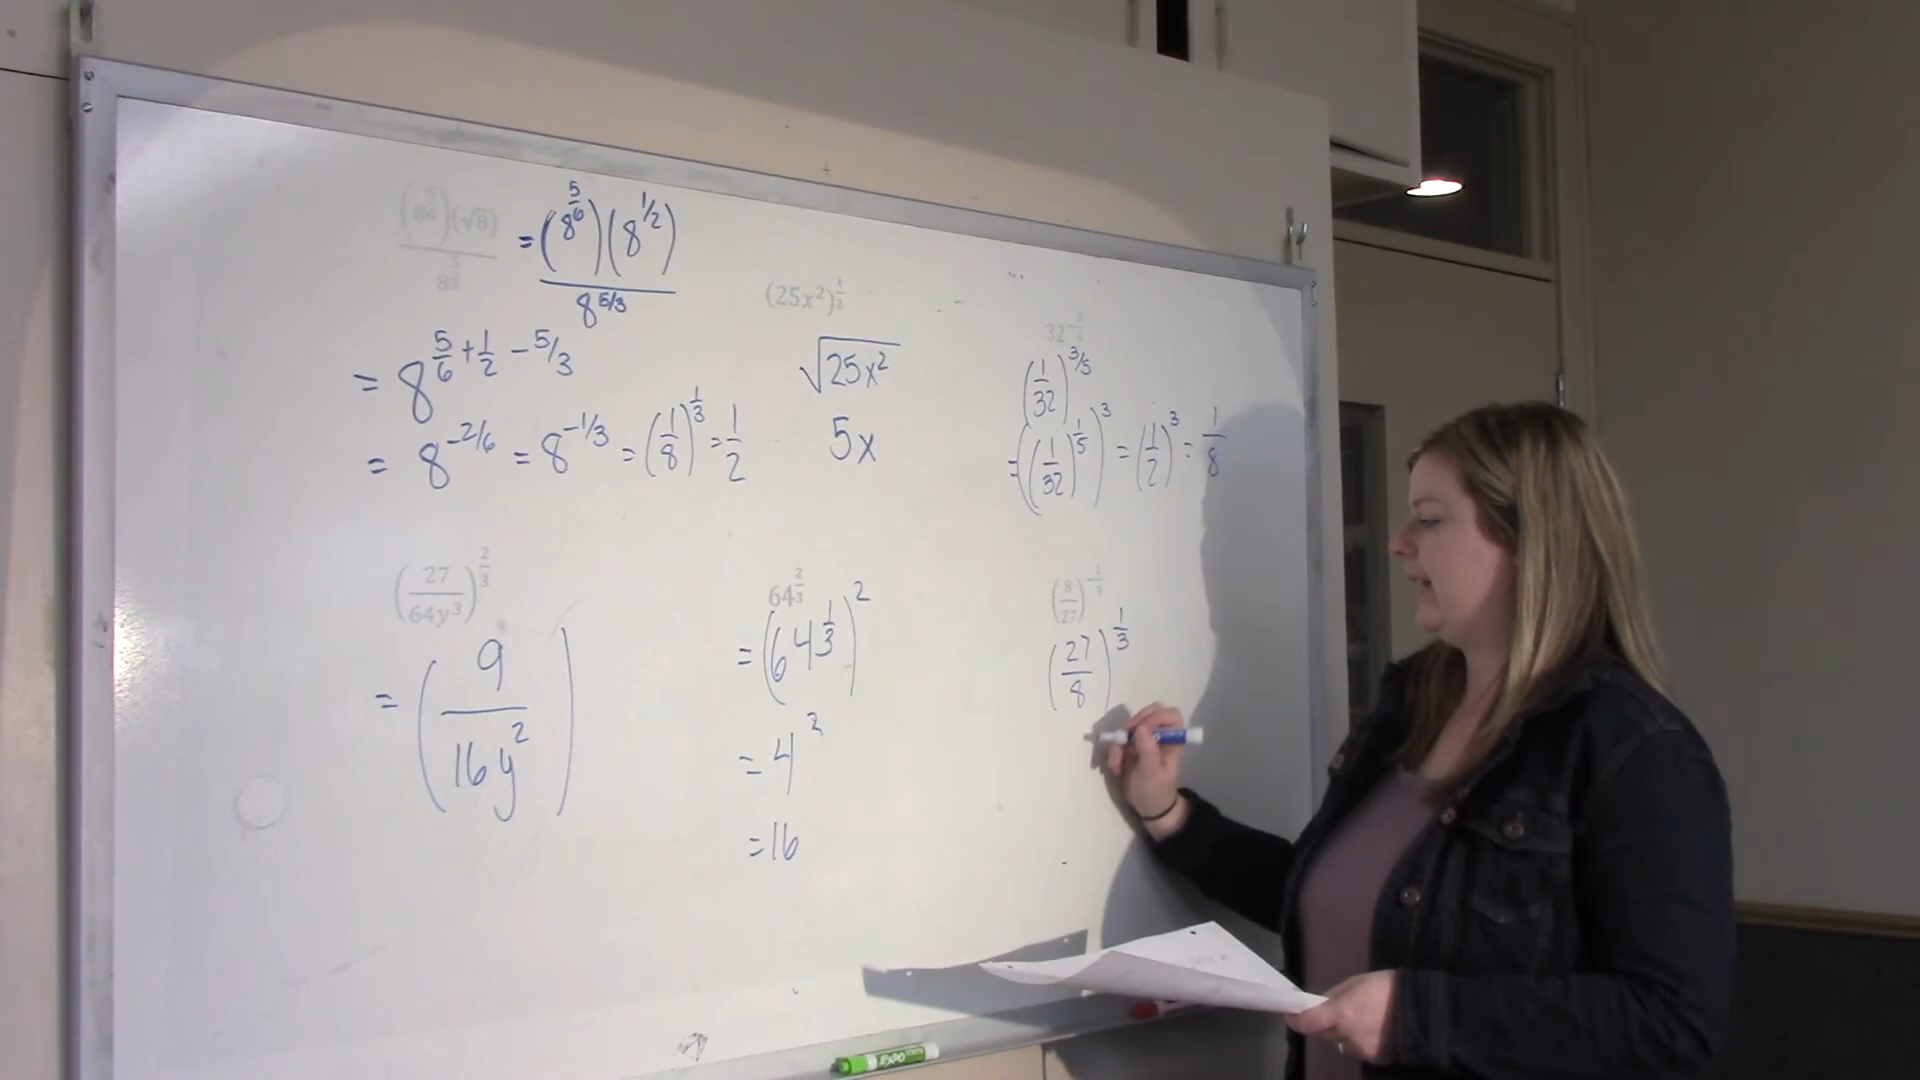 (8^{5/6})(√8) / 8^{5/3} = (8^{5/6})(8^{1/2}) / 8^{5/3}
= 8^{5/6 + 1/2 - 5/3}
= 8^{-2/6} = 8^{-1/3} = (1/8)^{1/3} = 1/2
(25x²)^{1/2}
√25x²
5x
(1/32)^{3/5}
= ((1/32)^{1/5})^3 = (1/2)^3 = 1/8
(27/64y³)^{2/3}
= (9/16y²)
64^{2/3}
= (64^{1/3})^2
= 4^2
= 16
(8/27)^{-1/3}
(27/8)^{1/3}
EXPO